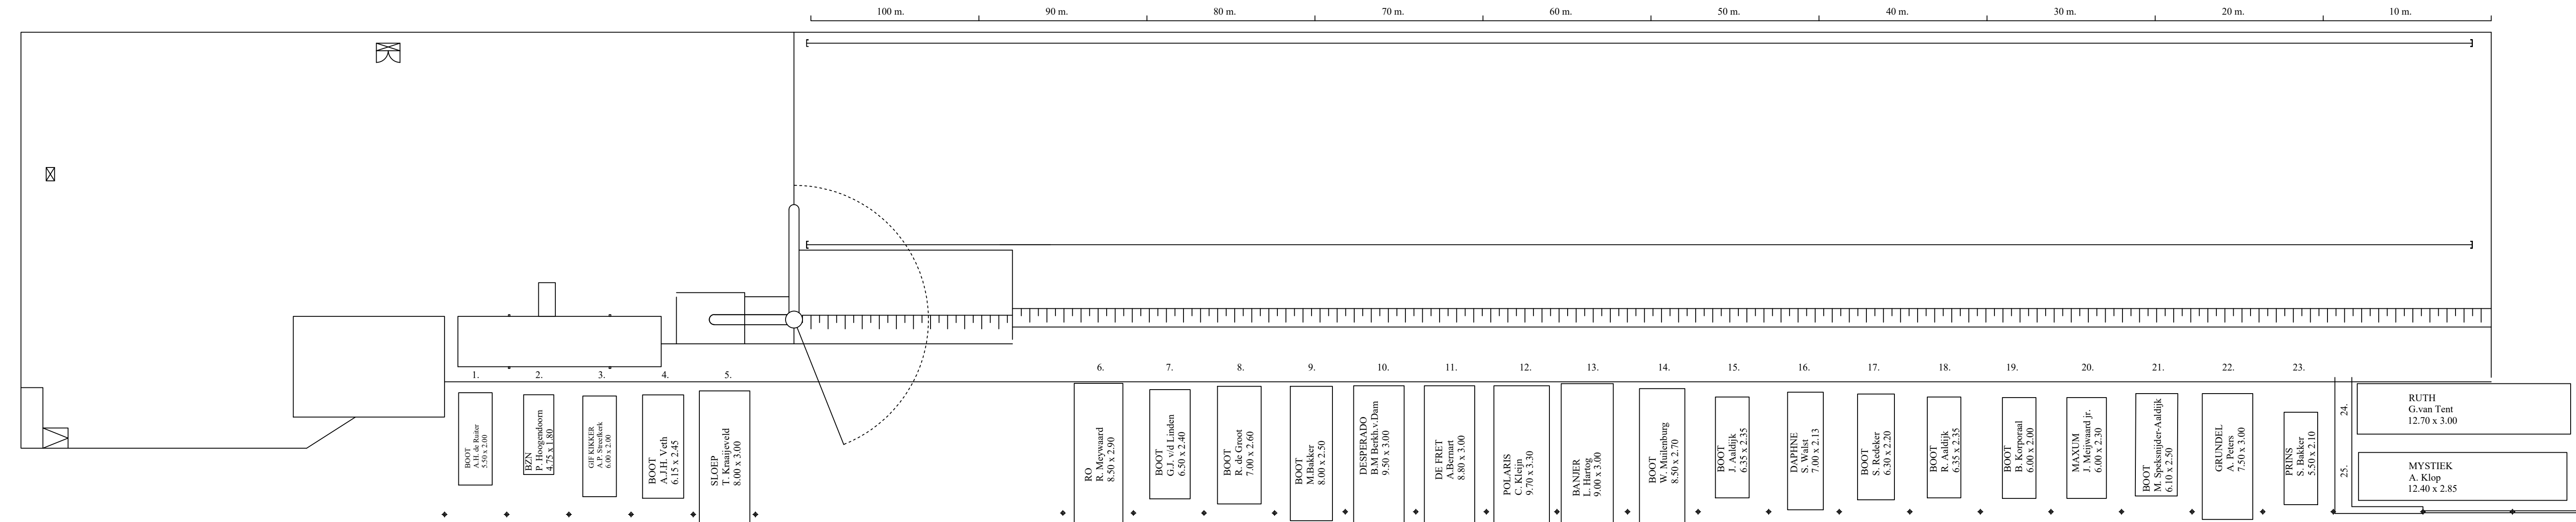 100 m.
90 m.
80 m.
70 m.
60 m.
50 m.
40 m.
30 m.
20 m.
10 m.
1.
2.
3.
4.
5.
6.
7.
8.
9.
10.
11.
12.
13.
14.
15.
16.
17.
18.
19.
20.
21.
22.
23.
24.
25.
BOOT
A.H. de Ruiter
5.50 x 2.00
BZN
P. Hoogendoorn
4.75 x 1.80
GIF KIKKER
A.P. Streefkerk
6.00 x 2.00
BOOT
A.J.H. Veth
6.15 x 2.45
SLOEP
T. Kraaijeveld
8.00 x 3.00
RO
R. Meywaard
8.50 x 2.90
BOOT
G.J. v/d Linden
6.50 x 2.40
BOOT
R. de Groot
7.00 x 2.60
BOOT
M.Bakker
8.00 x 2.50
DESPERADO
B.M Berkh.v.Dam
9.50 x 3.00
DE FRET
A.Bernart
8.80 x 3.00
POLARIS
C. Kleijn
9.70 x 3.30
BANJER
L. Hartog
9.00 x 3.00
BOOT
W. Muilenburg
8.50 x 2.70
BOOT
J. Aaldijk
6.35 x 2.35
DAPHNE
S. Walst
7.00 x 2.13
BOOT
S. Redeker
6.30 x 2.20
BOOT
R. Aaldijk
6.35 x 2.35
BOOT
B. Korporaal
6.00 x 2.00
MAXUM
J. Meijwaard jr.
6.00 x 2.30
BOOT
M. Speksnijder-Aaldijk
6.10 x 2.50
GRUNDEL
A. Peters
7.50 x 3.00
PRINS
S. Bakker
5.50 x 2.10
RUTH
G.van Tent
12.70 x 3.00
MYSTIEK
A. Klop
12.40 x 2.85